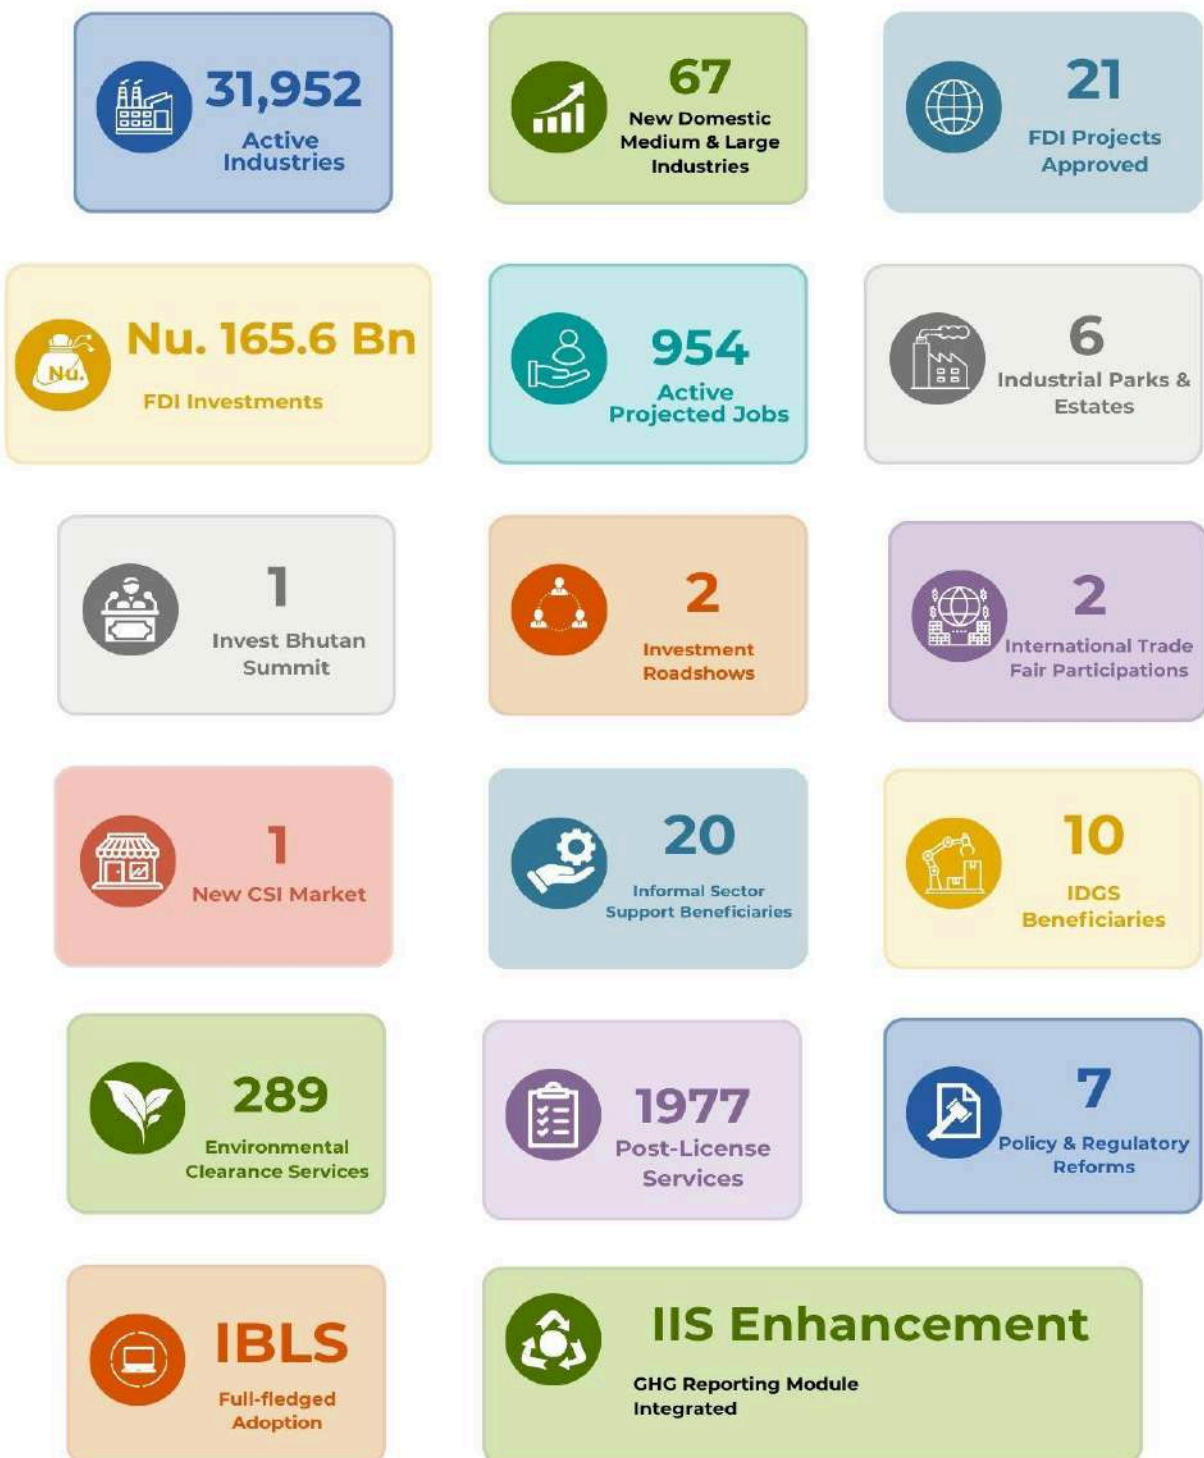 31,952
Active
Industries
67
New Domestic
Medium & Large
Industries
21
FDI Projects
Approved
Nu.
Nu. 165.6 Bn
FDI Investments
954
Active
Projected Jobs
6
Industrial Parks &
Estates
1
Invest Bhutan
Summit
2
Investment
Roadshows
2
International Trade
Fair Participations
1
New CSI Market
20
Informal Sector
Support Beneficiaries
10
IDGS
Beneficiaries
289
Environmental
Clearance Services
1977
Post-License
Services
7
Policy & Regulatory
Reforms
IBLS
Full-fledged
Adoption
IIS Enhancement
GHG Reporting Module
Integrated